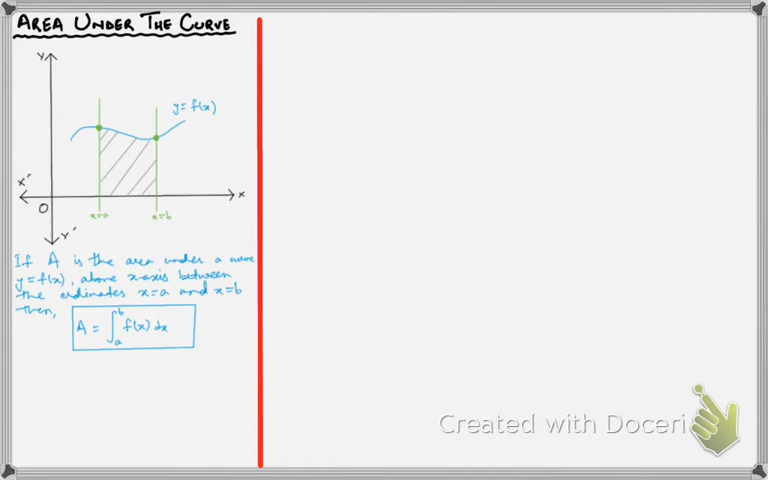 AREA UNDER THE CURVE
Y
y = f(x)
X′
X
O
x=a
x=b
Y′
If A is the area under a curve
y = f(x), above x-axis between
the ordinates x=a and x=b
then,
A = ∫_a^b f(x) dx
Created with Doceri